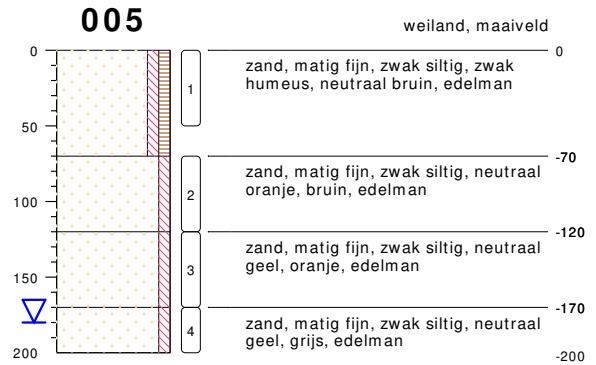 005
weiland, maaiveld
0
0
zand, matig fijn, zwak siltig, zwak
humeus, neutraal bruin, edelman
1
50
-70
zand, matig fijn, zwak siltig, neutraal
oranje, bruin, edelman
2
100
-120
zand, matig fijn, zwak siltig, neutraal
geel, oranje, edelman
3
150
-170
zand, matig fijn, zwak siltig, neutraal
geel, grijs, edelman
4
200
-200